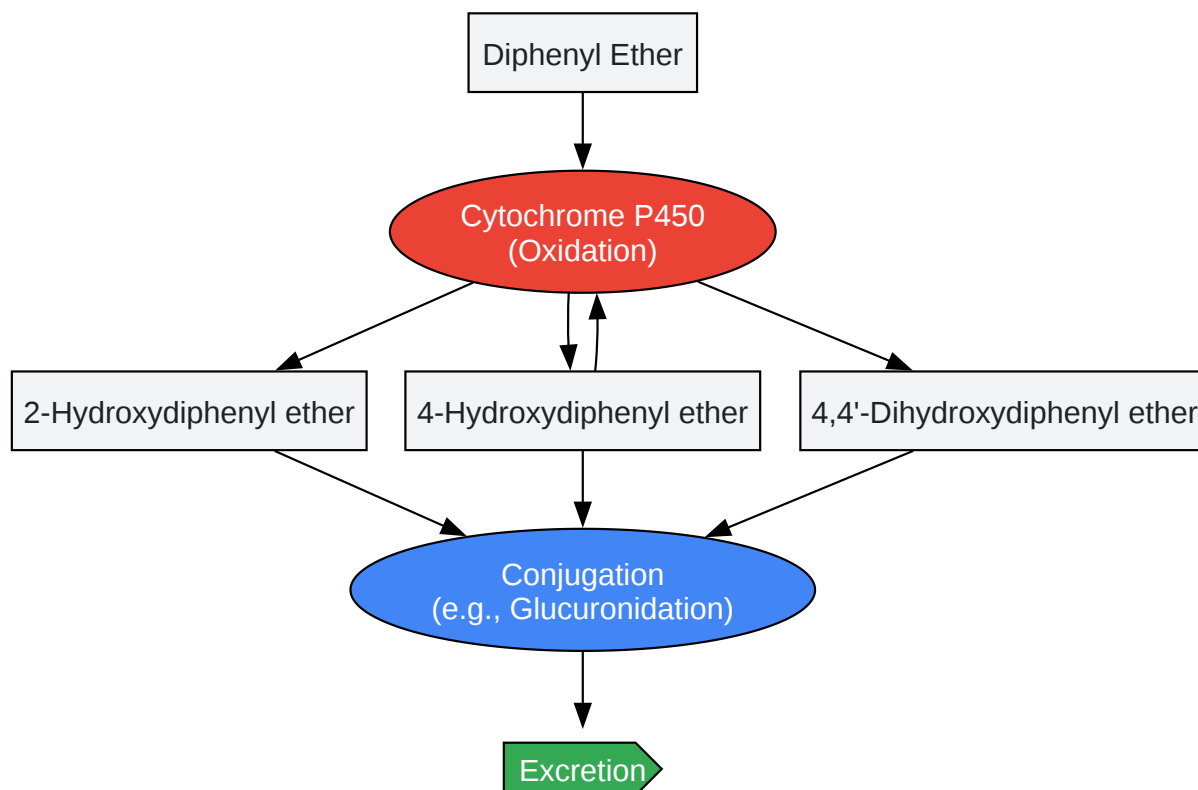 Diphenyl Ether
Cytochrome P450
(Oxidation)
2-Hydroxydiphenyl ether
4-Hydroxydiphenyl ether
4,4'-Dihydroxydiphenyl ether
Conjugation
(e.g., Glucuronidation)
Excretion